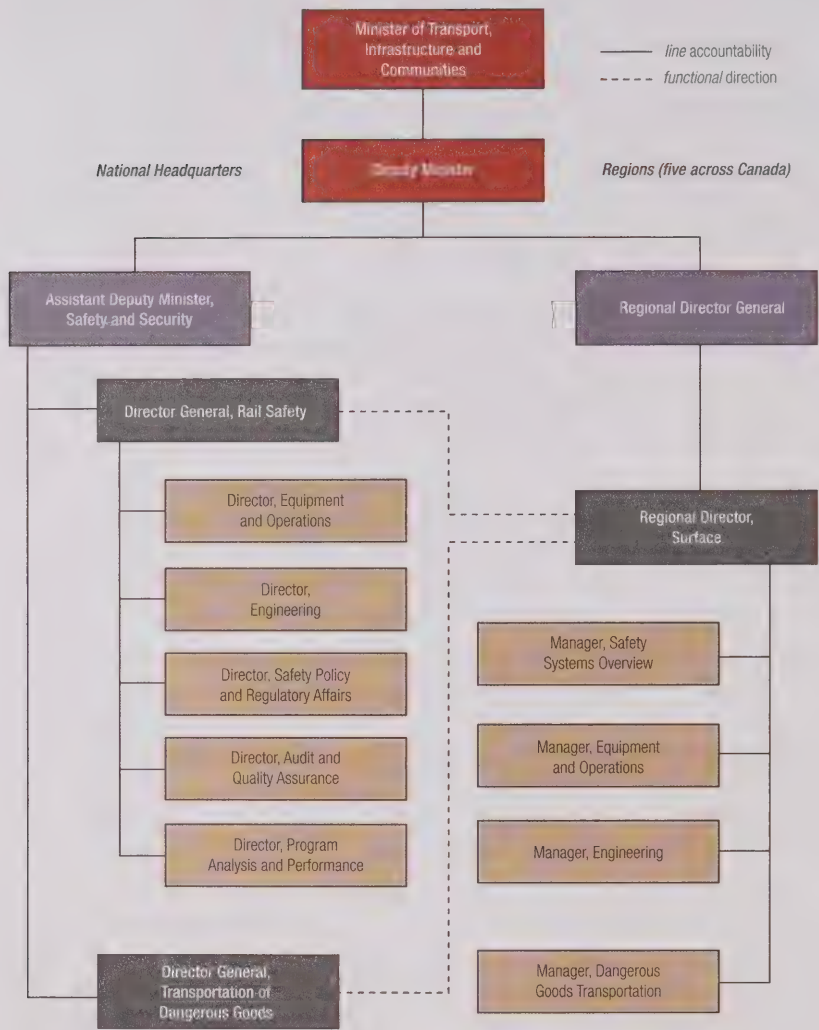 Minister of Transport,
Infrastructure and
Communities
line accountability
functional direction
National Headquarters
Deputy Minister
Regions (five across Canada)
Assistant Deputy Minister,
Safety and Security
Regional Director General
Director General, Rail Safety
Director, Equipment
and Operations
Director,
Engineering
Director, Safety Policy
and Regulatory Affairs
Director, Audit and
Quality Assurance
Director, Program
Analysis and Performance
Director General,
Transportation of
Dangerous Goods
Regional Director,
Surface
Manager, Safety
Systems Overview
Manager, Equipment
and Operations
Manager, Engineering
Manager, Dangerous
Goods Transportation